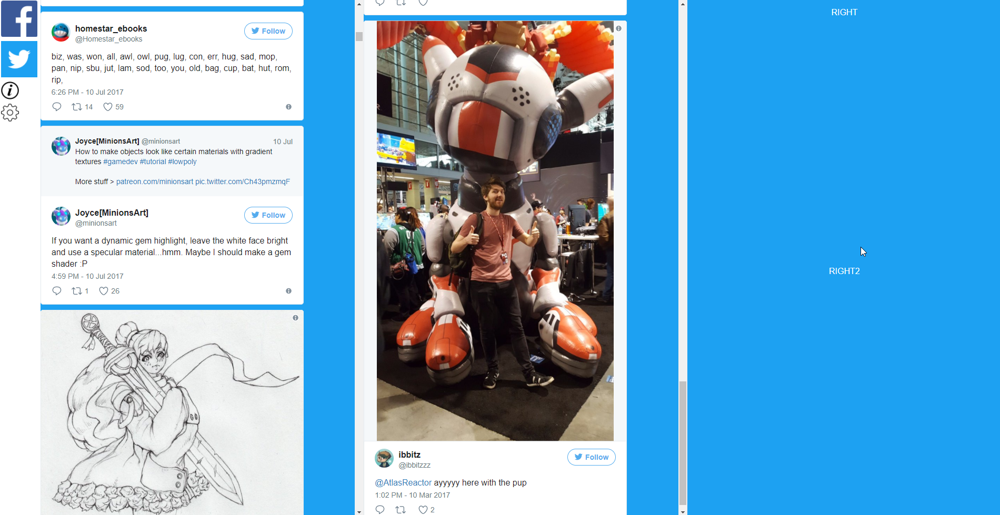 homestar_ebooks
@Homestar_ebooks
Follow
biz, was, won, all, awl, owl, pug, lug, con, err, hug, sad, mop,
pan, nip, sbu, jut, lam, sod, too, you, old, bag, cup, bat, hut, rom,
rip,
6:26 PM - 10 Jul 2017
14
59
Joyce[MinionsArt] @minionsart
10 Jul
How to make objects look like certain materials with gradient
textures #gamedev #tutorial #lowpoly
More stuff > patreon.com/minionsart pic.twitter.com/Ch43pmzmqF
Joyce[MinionsArt]
@minionsart
Follow
If you want a dynamic gem highlight, leave the white face bright
and use a specular material...hmm. Maybe I should make a gem
shader :P
4:59 PM - 10 Jul 2017
1
26
ibbitz
@ibbitzzz
Follow
@AtlasReactor ayyyyy here with the pup
1:02 PM - 10 Mar 2017
2
RIGHT
RIGHT2